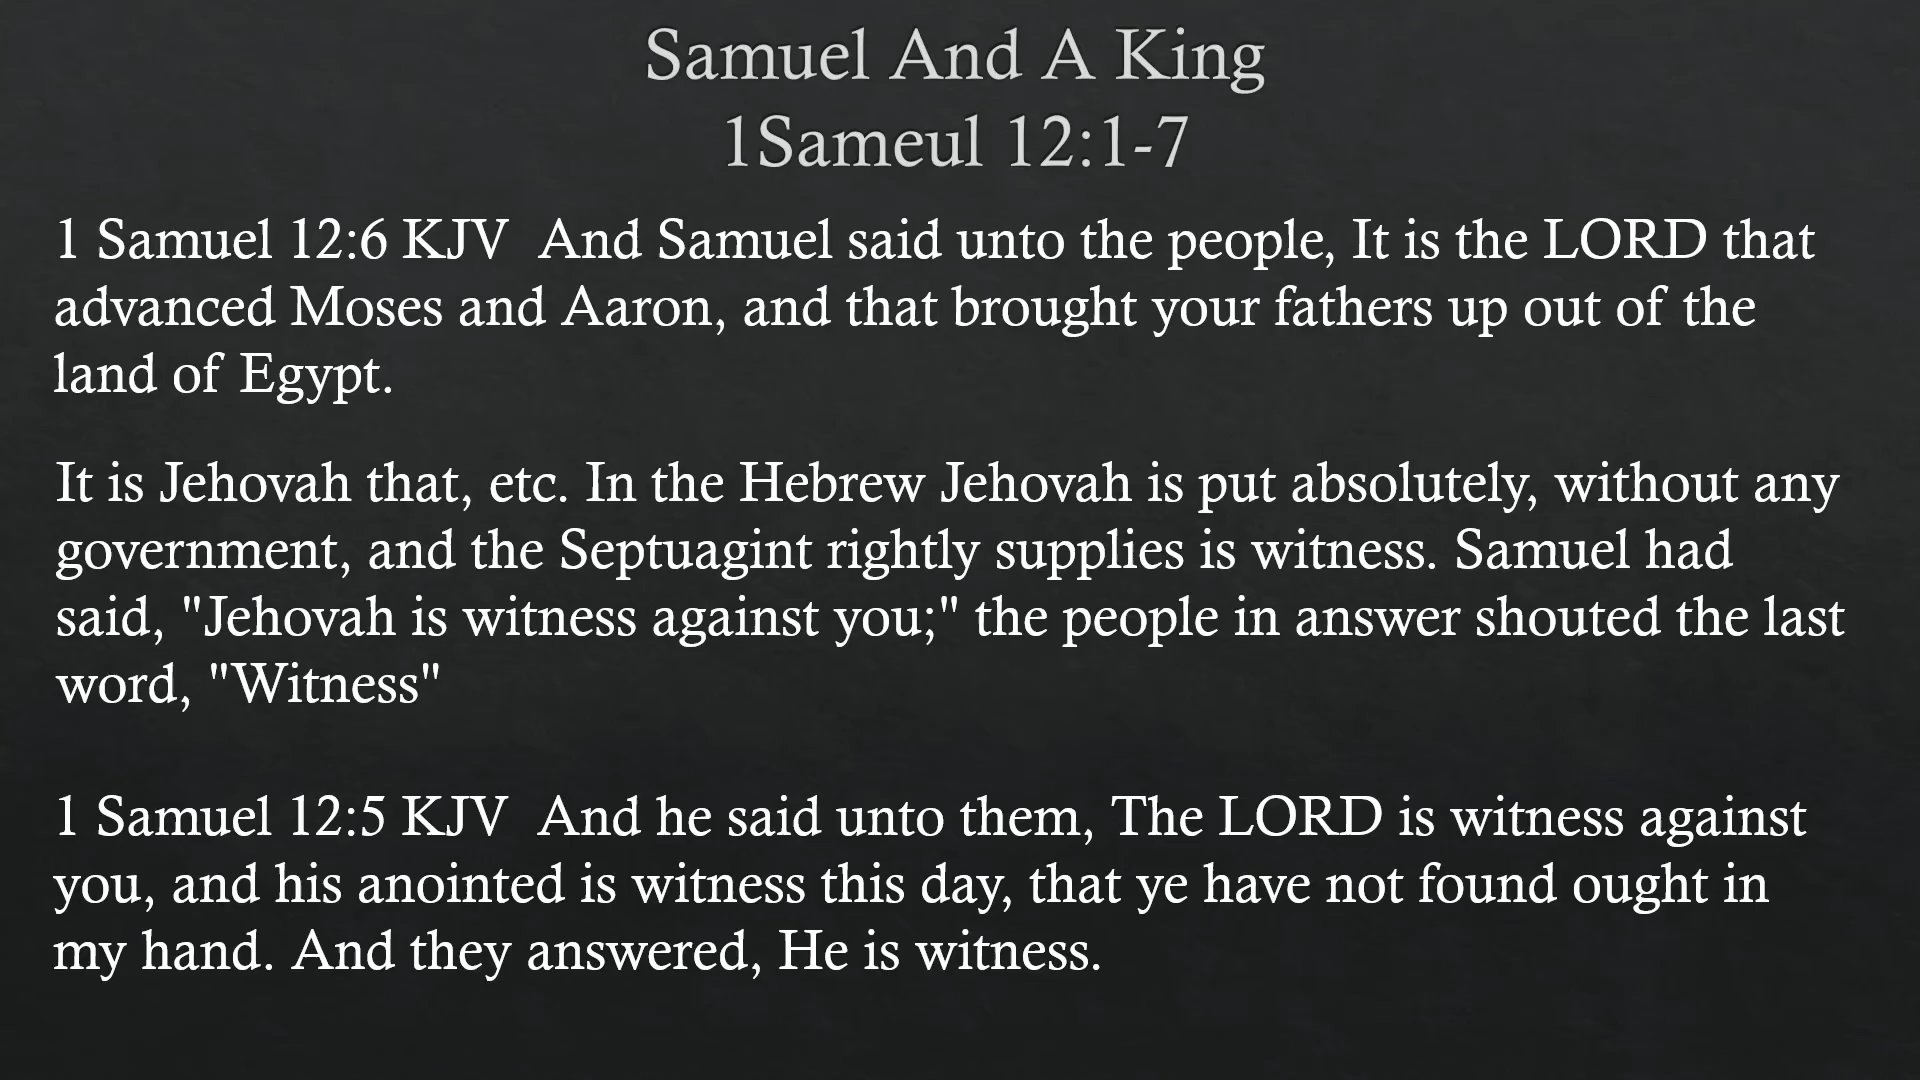 Samuel And A King
1Sameul 12:1-7
1 Samuel 12:6 KJV  And Samuel said unto the people, It is the LORD that
advanced Moses and Aaron, and that brought your fathers up out of the
land of Egypt.
It is Jehovah that, etc. In the Hebrew Jehovah is put absolutely, without any
government, and the Septuagint rightly supplies is witness. Samuel had
said, "Jehovah is witness against you;" the people in answer shouted the last
word, "Witness"
1 Samuel 12:5 KJV  And he said unto them, The LORD is witness against
you, and his anointed is witness this day, that ye have not found ought in
my hand. And they answered, He is witness.